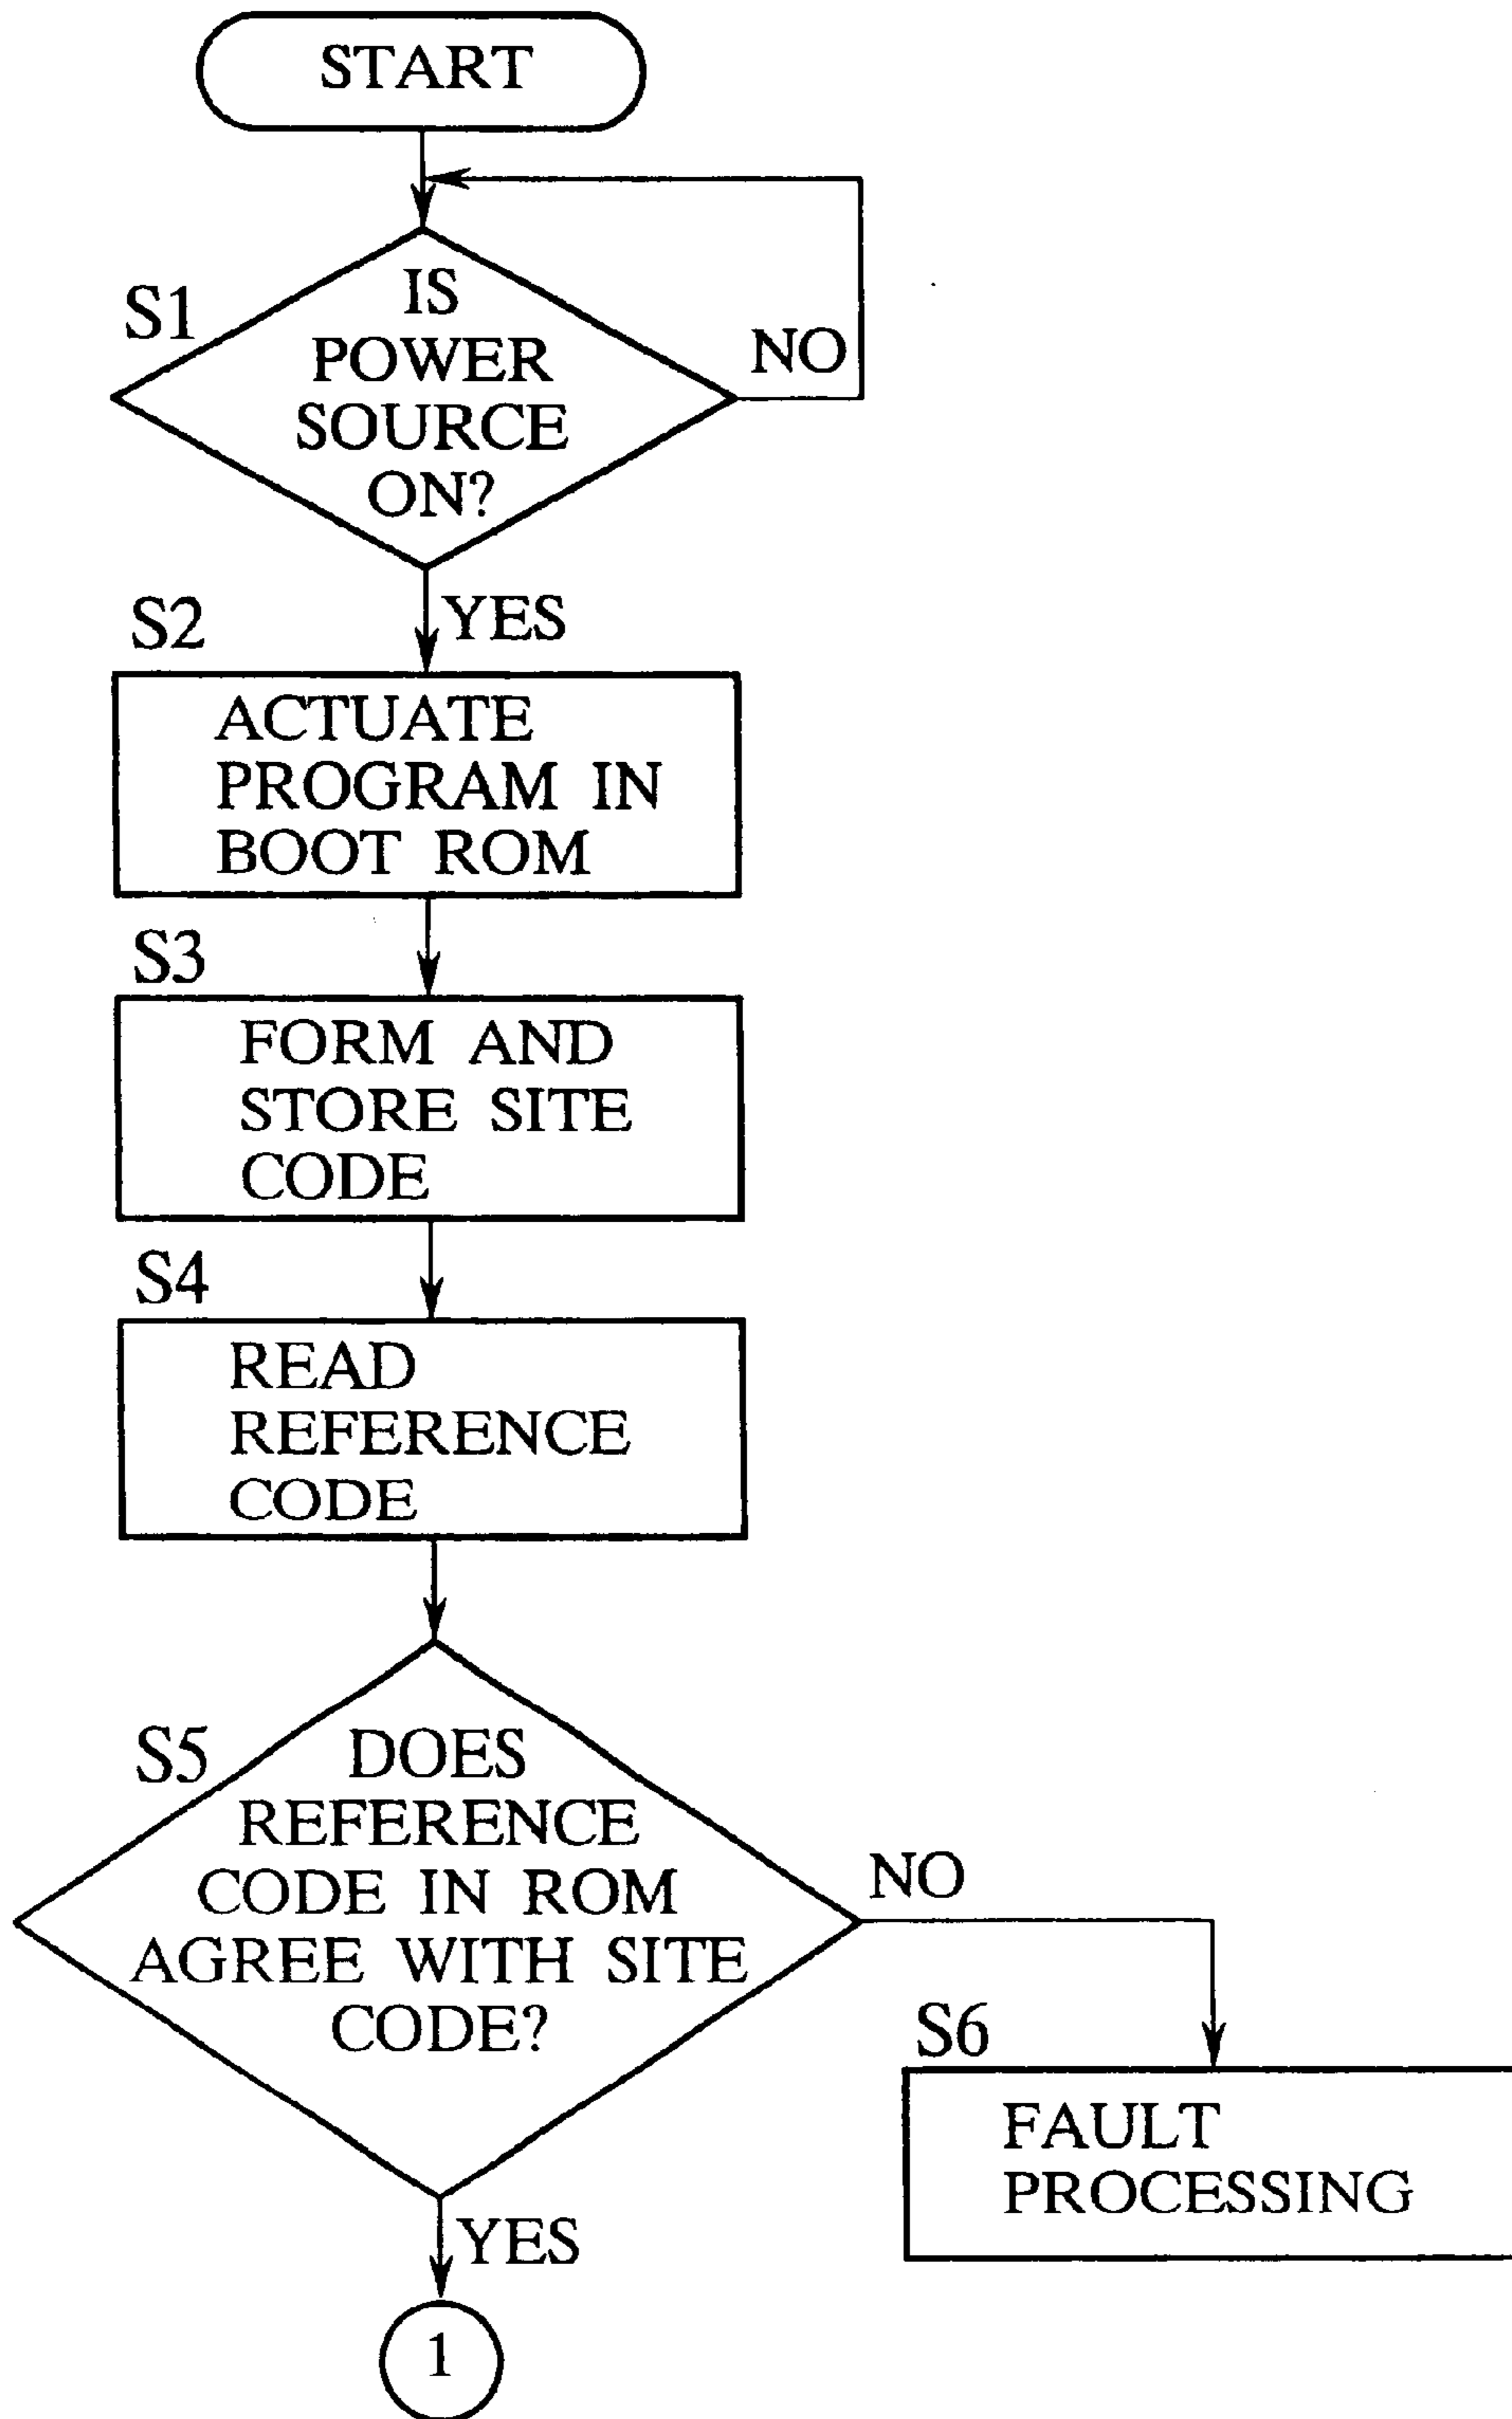 START
S1
IS
POWER
SOURCE
ON?
NO
YES
S2
ACTUATE
PROGRAM IN
BOOT ROM
S3
FORM AND
STORE SITE
CODE
S4
READ
REFERENCE
CODE
S5
DOES
REFERENCE
CODE IN ROM
AGREE WITH SITE
CODE?
NO
S6
FAULT
PROCESSING
YES
1